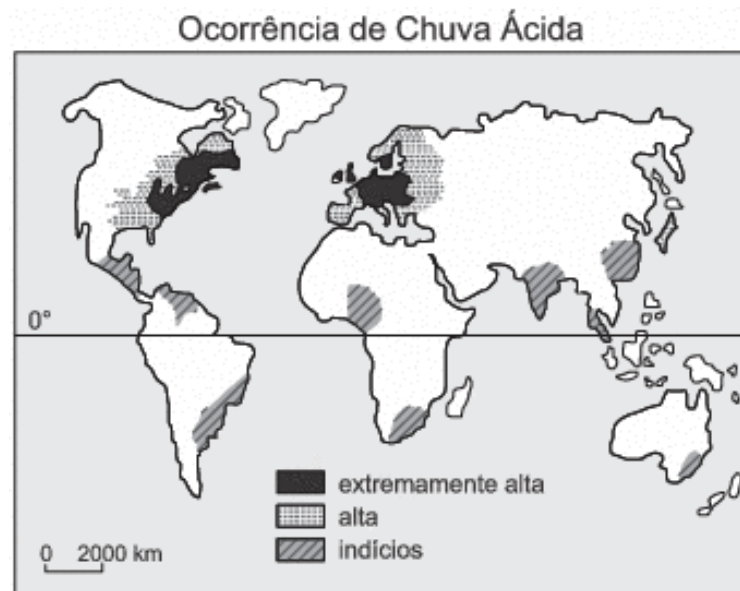 Ocorrência de Chuva Ácida
0°
extremamente alta
alta
indícios
0 2000 km